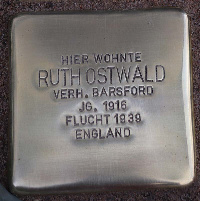 HIER WOHNTE
RUTH OSTWALD
VERH. BARSFORD
JG. 1916
FLUCHT 1939
ENGLAND